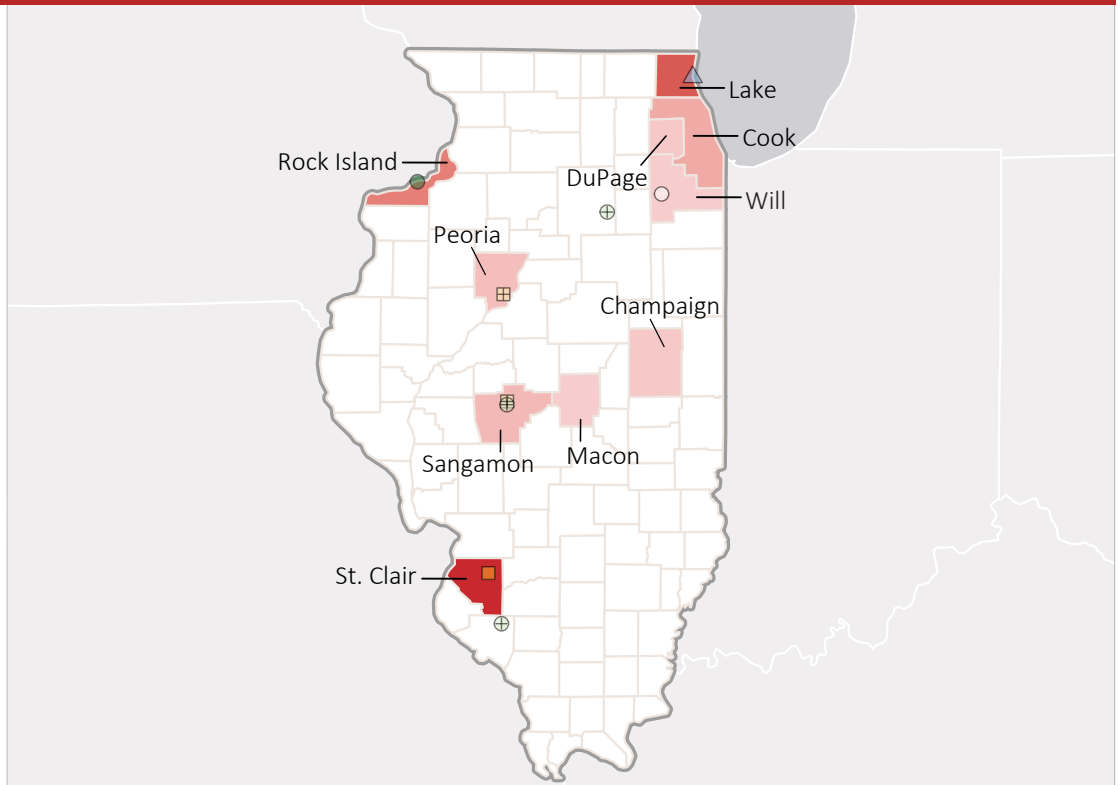 Lake
Cook
Rock Island
DuPage
Will
Peoria
Champaign
Sangamon
Macon
St. Clair